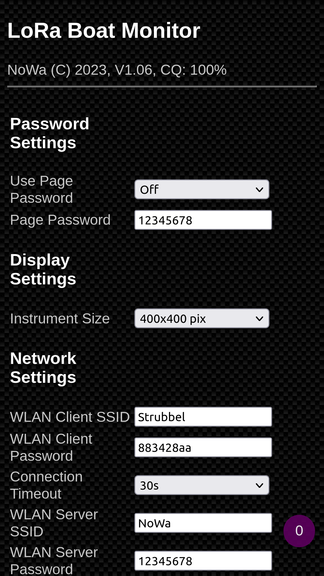 LoRa Boat Monitor
NoWa (C) 2023, V1.06, CQ: 100%
Password
Settings
Use Page
Password
Off
Page Password
12345678
Display
Settings
Instrument Size
400x400 pix
Network
Settings
WLAN Client SSID
Strubbel
WLAN Client
Password
883428aa
Connection
Timeout
30s
WLAN Server
SSID
NoWa
0
WLAN Server
Password
12345678